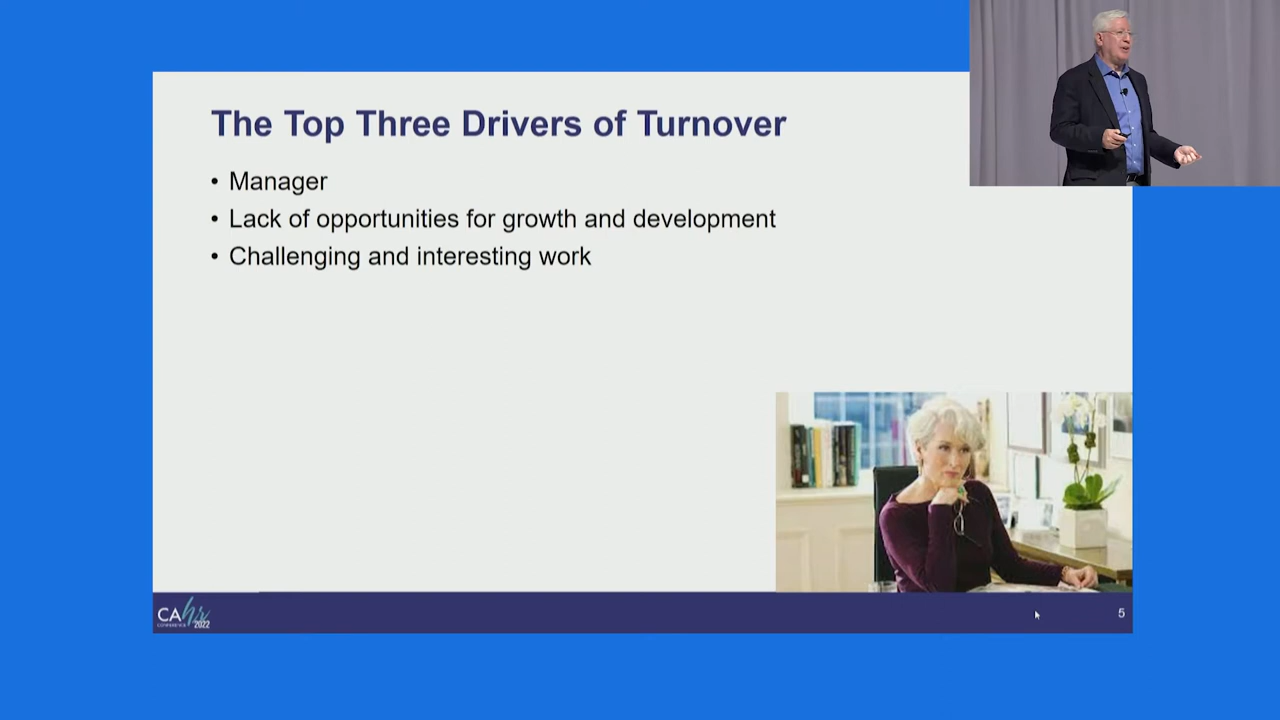 The Top Three Drivers of Turnover
• Manager
• Lack of opportunities for growth and development
• Challenging and interesting work
CAhr
CONFERENCE 2022
5